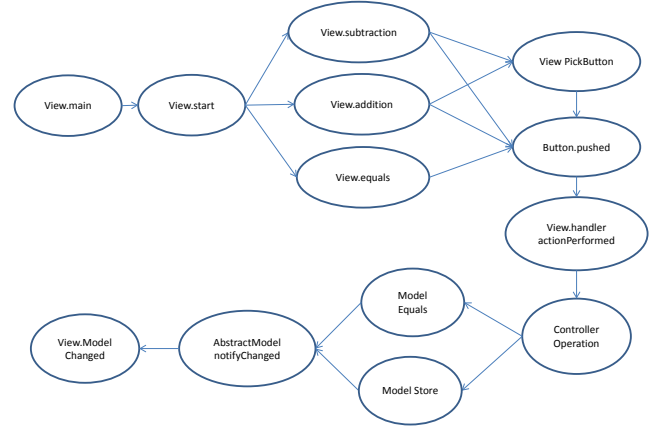 View.subtraction
View PickButton
View.main
View.start
View.addition
Button.pushed
View.equals
View.handler
actionPerformed
Model
Equals
Controller
Operation
AbstractModel
notifyChanged
View.Model
Changed
Model Store